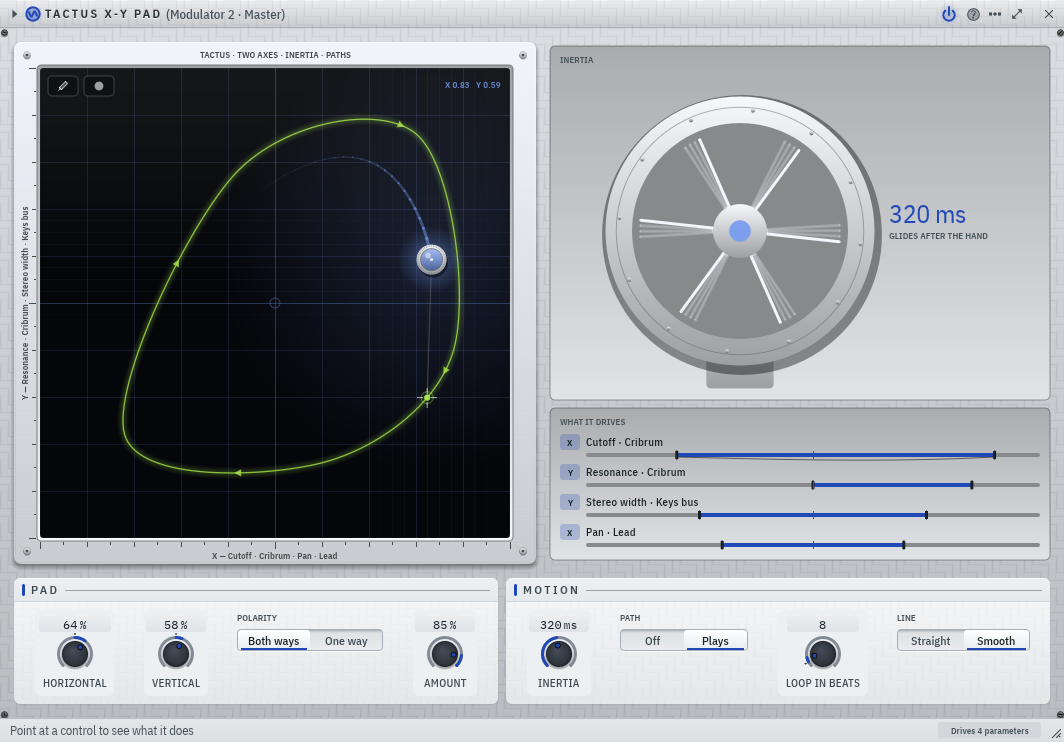 TACTUS X-Y PAD (Modulator 2 · Master)
TACTUS · TWO AXES · INERTIA · PATHS
X 0.83 Y 0.59
Y — Resonance · Cribrum · Stereo width · Keys bus
X — Cutoff · Cribrum · Pan · Lead
INERTIA
320 ms
GLIDES AFTER THE HAND
WHAT IT DRIVES
X Cutoff · Cribrum
Y Resonance · Cribrum
Y Stereo width · Keys bus
X Pan · Lead
PAD
64 %
HORIZONTAL
58 %
VERTICAL
POLARITY
Both ways One way
85 %
AMOUNT
MOTION
320 ms
INERTIA
PATH
Off Plays
8
LOOP IN BEATS
LINE
Straight Smooth
Point at a control to see what it does
Drives 4 parameters